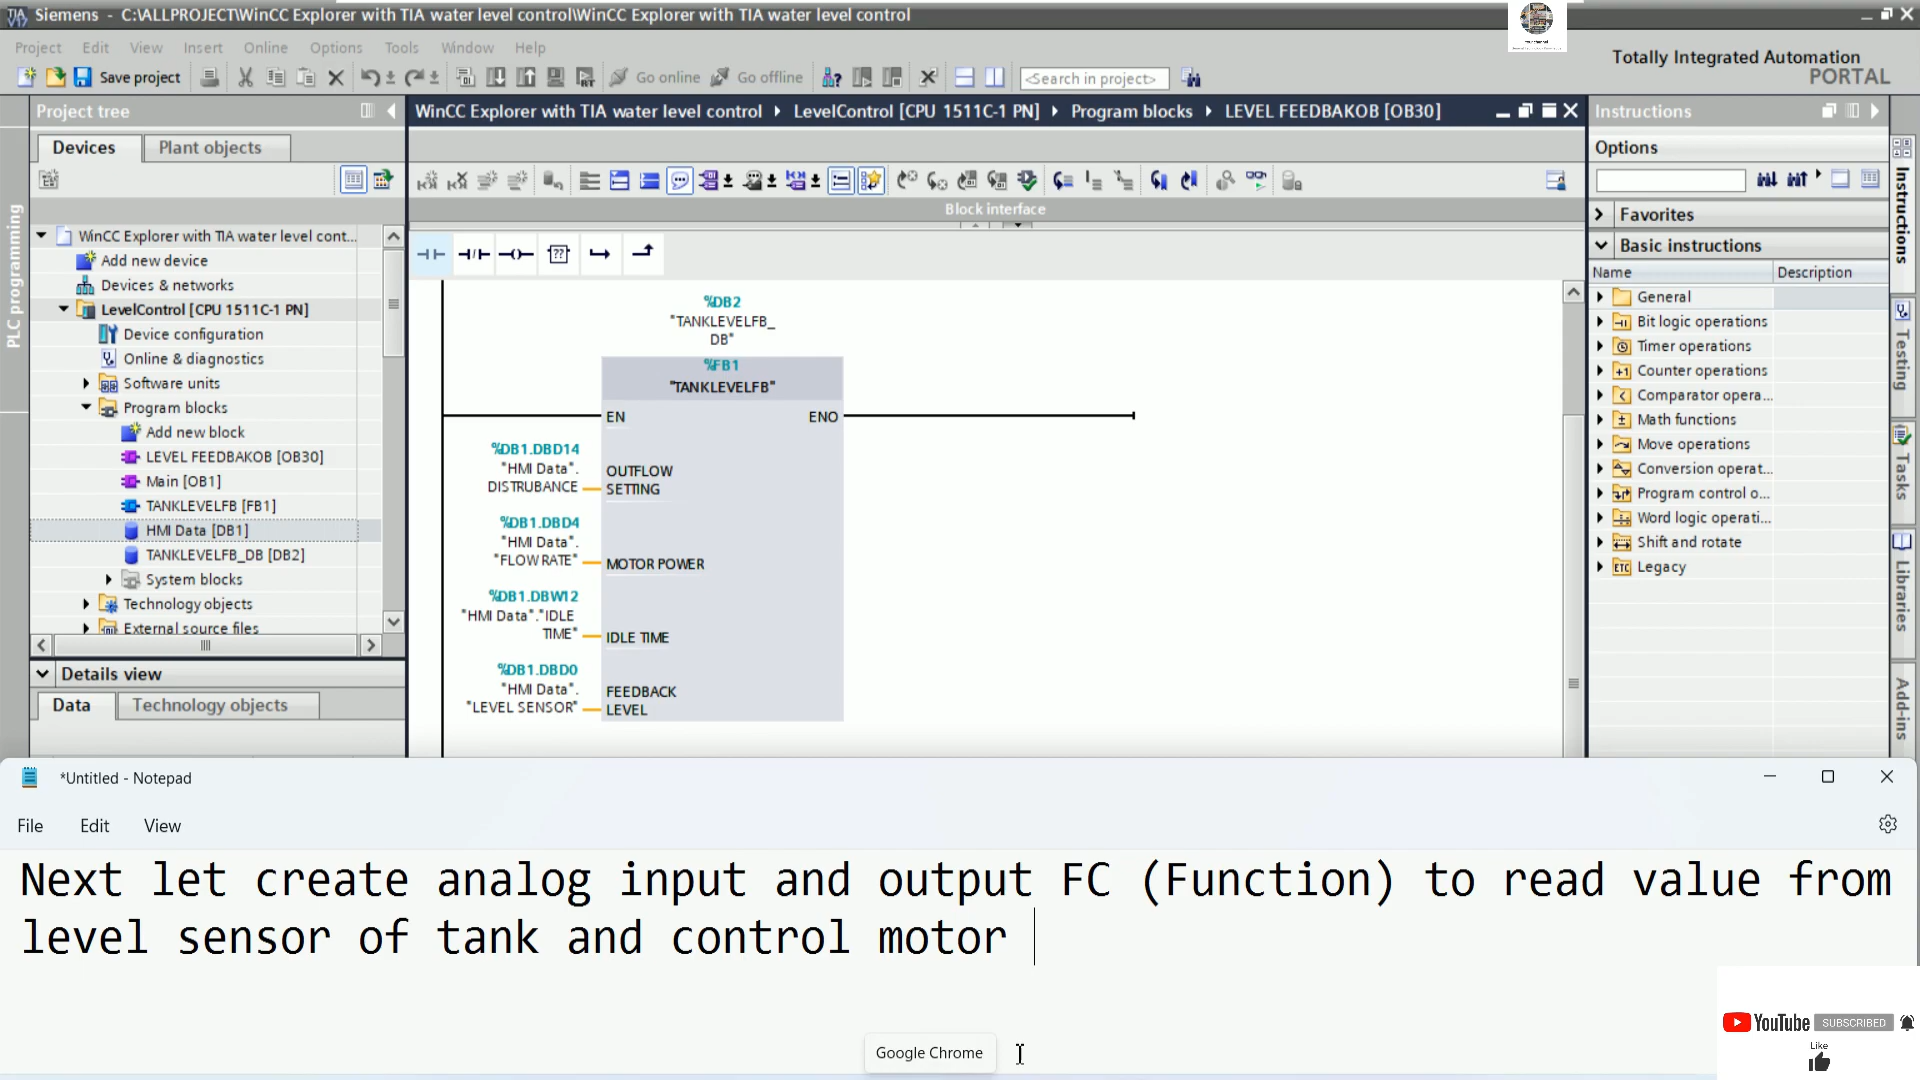 Siemens - C:\ALLPROJECT\WinCC Explorer with TIA water level control\WinCC Explorer with TIA water level control
Project Edit View Insert Online Options Tools Window Help
Totally Integrated Automation
PORTAL
Save project
Go online
Go offline
<Search in project>
Project tree
WinCC Explorer with TIA water level control
LevelControl [CPU 1511C-1 PN]
Program blocks
LEVEL FEEDBAKOB [OB30]
Instructions
Devices
Plant objects
Options
Block interface
PLC programming
WinCC Explorer with TIA water level cont...
Add new device
Devices & networks
LevelControl [CPU 1511C-1 PN]
Device configuration
Online & diagnostics
Software units
Program blocks
Add new block
LEVEL FEEDBAKOB [OB30]
Main [OB1]
TANKLEVELFB [FB1]
HMI Data [DB1]
TANKLEVELFB_DB [DB2]
System blocks
Technology objects
External source files
Details view
Data
Technology objects
??
%DB2
"TANKLEVELFB_
DB"
%FB1
"TANKLEVELFB"
EN
ENO
%DB1.DBD14
"HMI Data".
DISTRUBANCE
OUTFLOW
SETTING
%DB1.DBD4
"HMI Data".
"FLOW RATE"
MOTOR POWER
%DB1.DBW12
"HMI Data"."IDLE
TIME"
IDLE TIME
%DB1.DBD0
"HMI Data".
"LEVEL SENSOR"
FEEDBACK
LEVEL
Favorites
Basic instructions
Name
Description
General
Bit logic operations
Timer operations
Counter operations
Comparator opera...
Math functions
Move operations
Conversion operat...
Program control o...
Word logic operati...
Shift and rotate
Legacy
Instructions
Testing
Tasks
Libraries
Add-ins
*Untitled - Notepad
File Edit View
Next let create analog input and output FC (Function) to read value from
level sensor of tank and control motor
Google Chrome
YouTube
SUBSCRIBED
Like